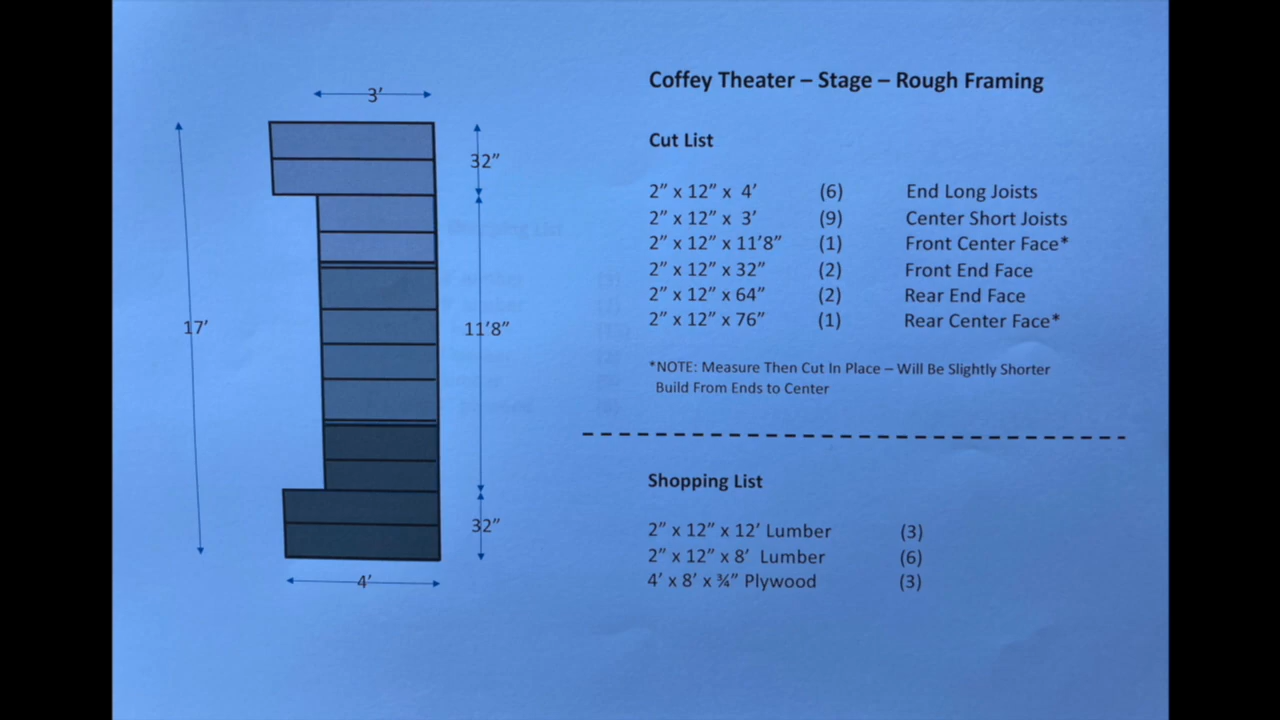 Coffey Theater – Stage – Rough Framing
3’
32”
17’
11’8”
32”
4’
Cut List
2” x 12” x 4’ (6) End Long Joists
2” x 12” x 3’ (9) Center Short Joists
2” x 12” x 11’8” (1) Front Center Face*
2” x 12” x 32” (2) Front End Face
2” x 12” x 64” (2) Rear End Face
2” x 12” x 76” (1) Rear Center Face*
*NOTE: Measure Then Cut In Place – Will Be Slightly Shorter
Build From Ends to Center
Shopping List
2” x 12” x 12’ Lumber (3)
2” x 12” x 8’ Lumber (6)
4’ x 8’ x ¾” Plywood (3)